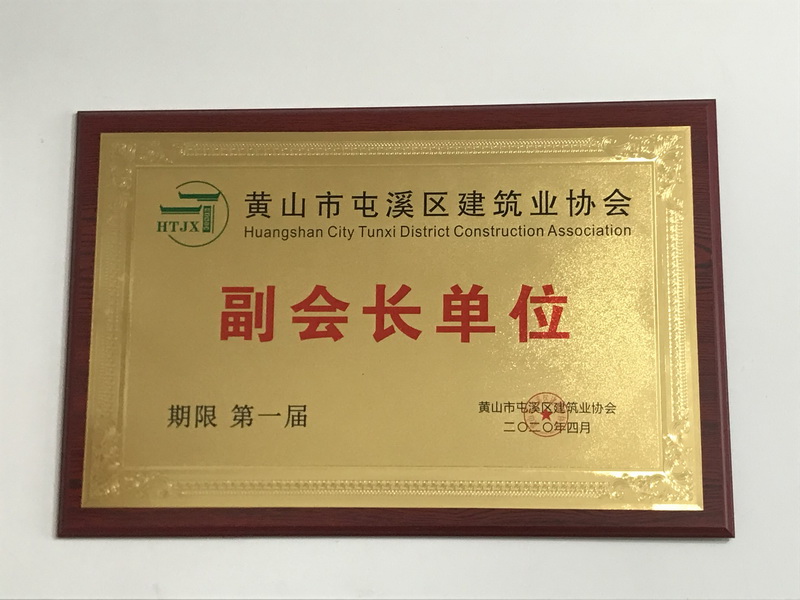 黄山市屯溪区建筑业协会
HTJX
Huangshan City Tunxi District Construction Association
副会长单位
期限 第一届
黄山市屯溪区建筑业协会
二〇二〇年四月